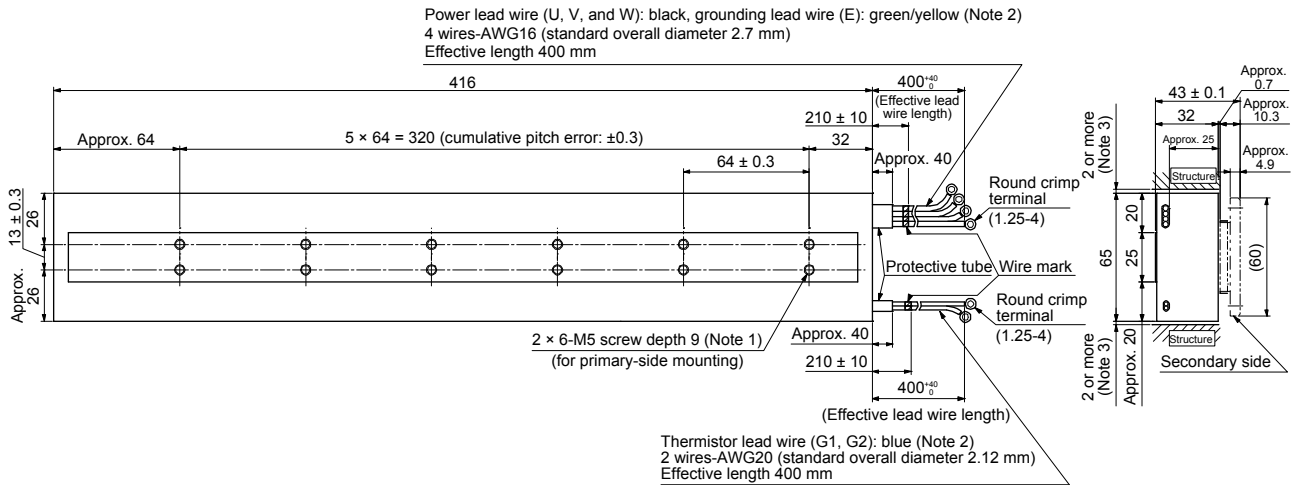 Power lead wire (U, V, and W): black, grounding lead wire (E): green/yellow (Note 2)
4 wires-AWG16 (standard overall diameter 2.7 mm)
Effective length 400 mm
416
400 +40 0
(Effective lead
wire length)
210 ± 10
Approx. 64
5 × 64 = 320 (cumulative pitch error: ±0.3)
32
64 ± 0.3
Approx. 40
Round crimp
terminal
(1.25-4)
26
13 ± 0.3
Approx.
26
Protective tube
Wire mark
Round crimp
terminal
(1.25-4)
2 × 6-M5 screw depth 9 (Note 1)
(for primary-side mounting)
Approx. 40
210 ± 10
400 +40 0
(Effective lead wire length)
Thermistor lead wire (G1, G2): blue (Note 2)
2 wires-AWG20 (standard overall diameter 2.12 mm)
Effective length 400 mm
Approx.
0.7
43 ± 0.1
32
Approx.
10.3
Approx. 25
Approx.
4.9
2 or more
(Note 3)
Structure
20
65
25
(60)
Approx. 20
2 or more
(Note 3)
Structure
Secondary side